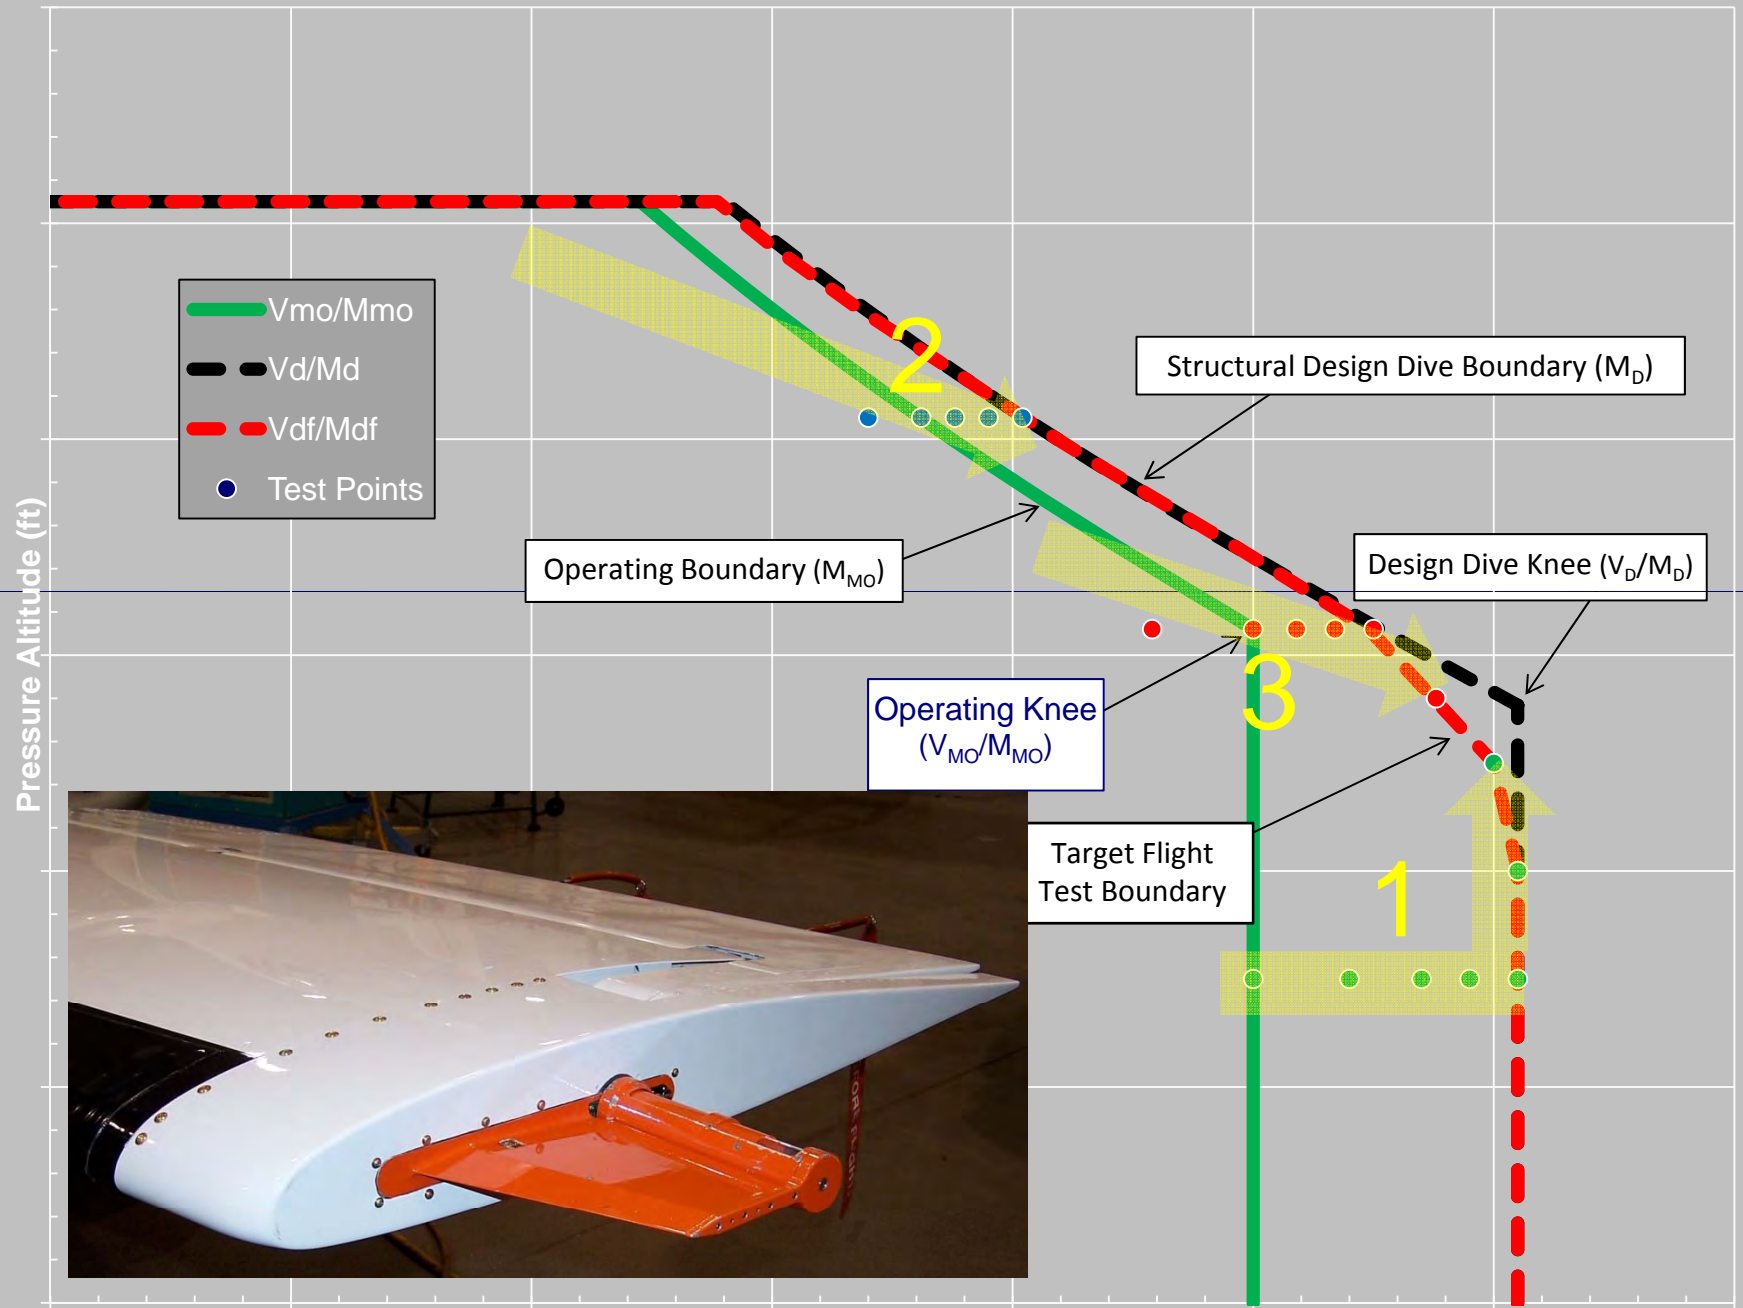 Vmo/Mmo
Vd/Md
Vdf/Mdf
Test Points
2
Structural Design Dive Boundary (MD)
Operating Boundary (MMO)
Design Dive Knee (VD/MD)
Pressure Altitude (ft)
3
Operating Knee
(VMO/MMO)
Target Flight
Test Boundary
1